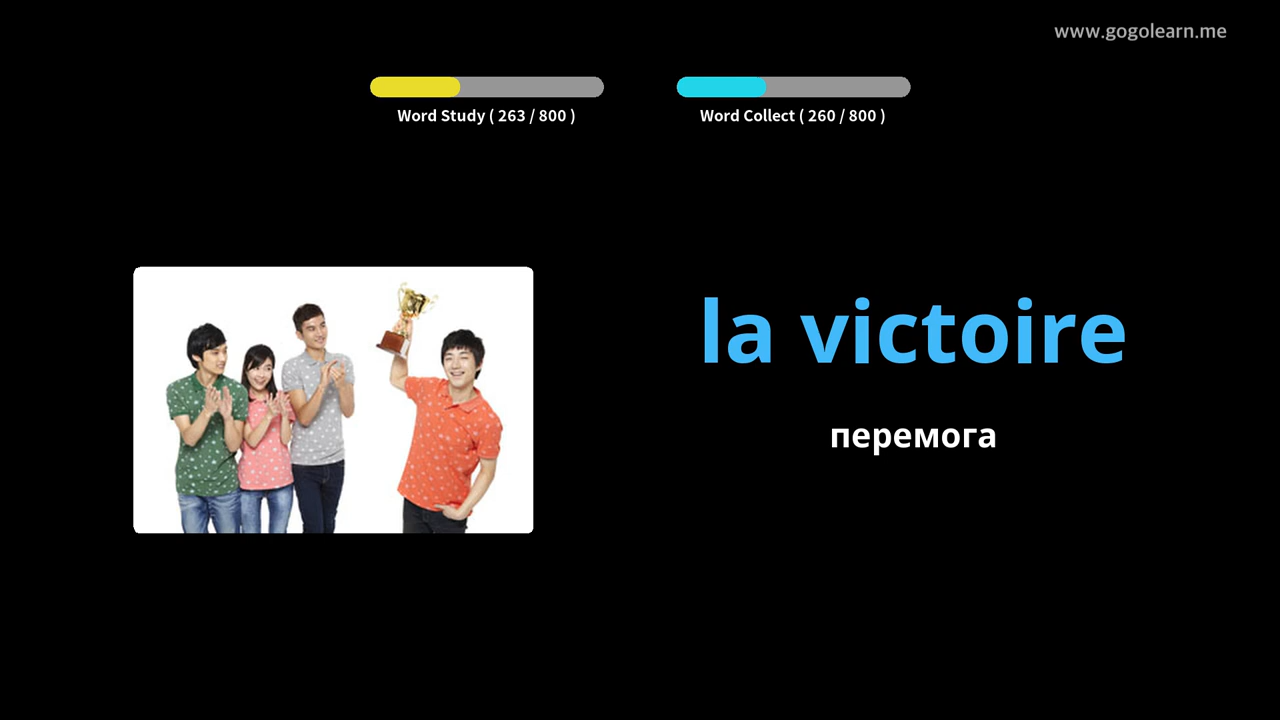 www.gogolearn.me
Word Study ( 263 / 800 )
Word Collect ( 260 / 800 )
la victoire
перемога